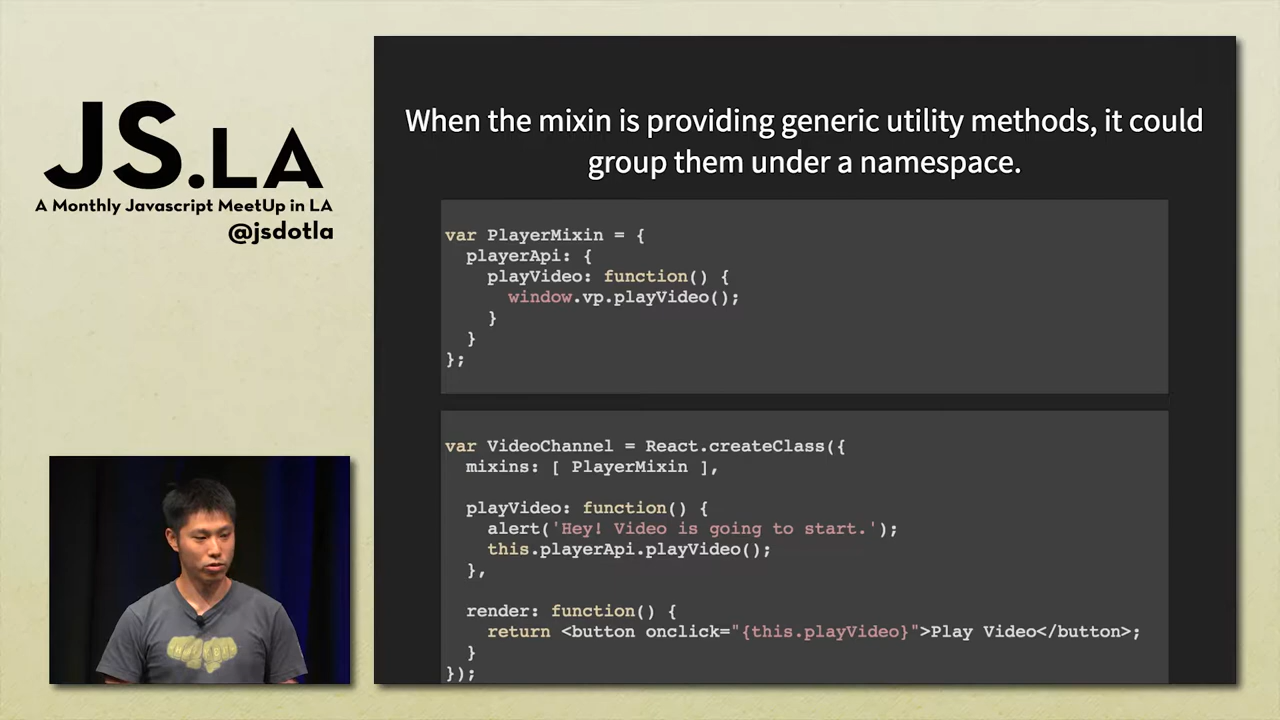 JS.LA
A Monthly Javascript MeetUp in LA
@jsdotla
When the mixin is providing generic utility methods, it could
group them under a namespace.
var PlayerMixin = {
  playerApi: {
    playVideo: function() {
      window.vp.playVideo();
    }
  }
};
var VideoChannel = React.createClass({
  mixins: [ PlayerMixin ],
  playVideo: function() {
    alert('Hey! Video is going to start.');
    this.playerApi.playVideo();
  },
  render: function() {
    return <button onclick="{this.playVideo}">Play Video</button>;
  }
});